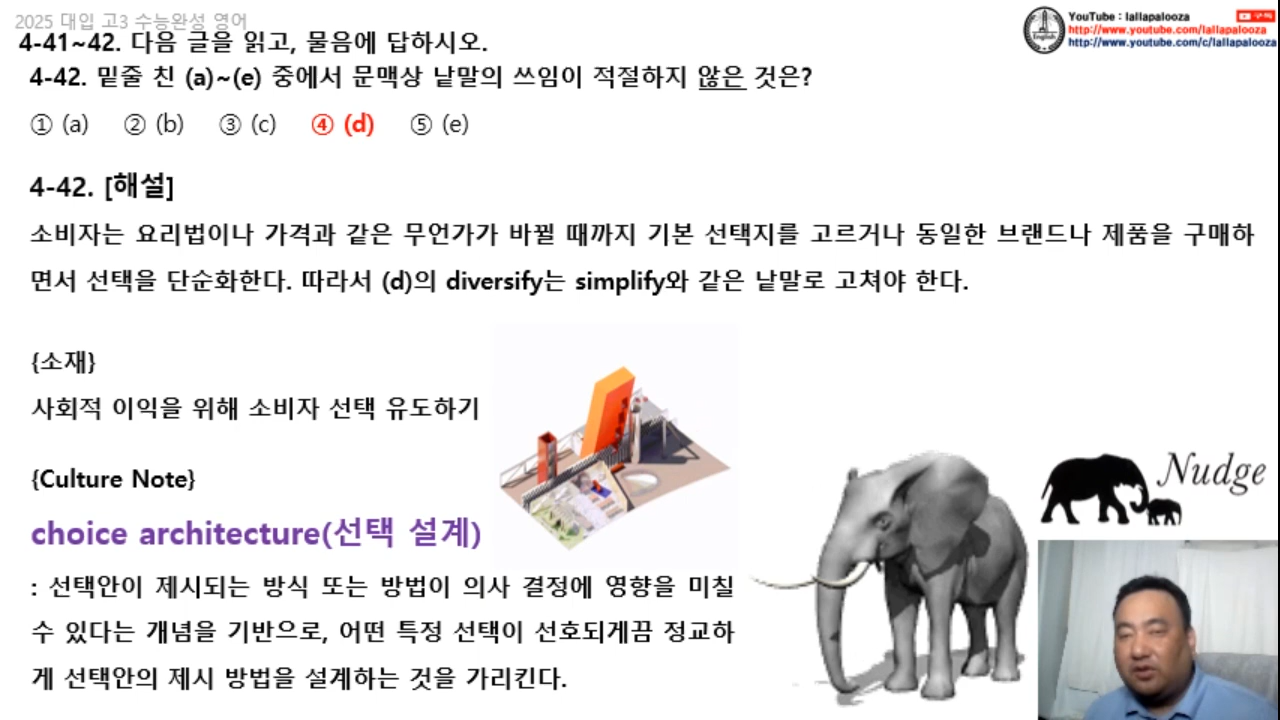 2025 대입 고3 수능완성 영어
4-41~42. 다음 글을 읽고, 물음에 답하시오.
4-42. 밑줄 친 (a)~(e) 중에서 문맥상 낱말의 쓰임이 적절하지 않은 것은?
① (a) ② (b) ③ (c) ④ (d) ⑤ (e)
YouTube : lallapalooza
http://www.youtube.com/lallapalooza
http://www.youtube.com/c/lallapalooza
English
4-42. [해설]
소비자는 요리법이나 가격과 같은 무언가가 바뀔 때까지 기본 선택지를 고르거나 동일한 브랜드나 제품을 구매하
면서 선택을 단순화한다. 따라서 (d)의 diversify는 simplify와 같은 낱말로 고쳐야 한다.
{소재}
사회적 이익을 위해 소비자 선택 유도하기
{Culture Note}
choice architecture(선택 설계)
: 선택안이 제시되는 방식 또는 방법이 의사 결정에 영향을 미칠
수 있다는 개념을 기반으로, 어떤 특정 선택이 선호되게끔 정교하
게 선택안의 제시 방법을 설계하는 것을 가리킨다.
Nudge